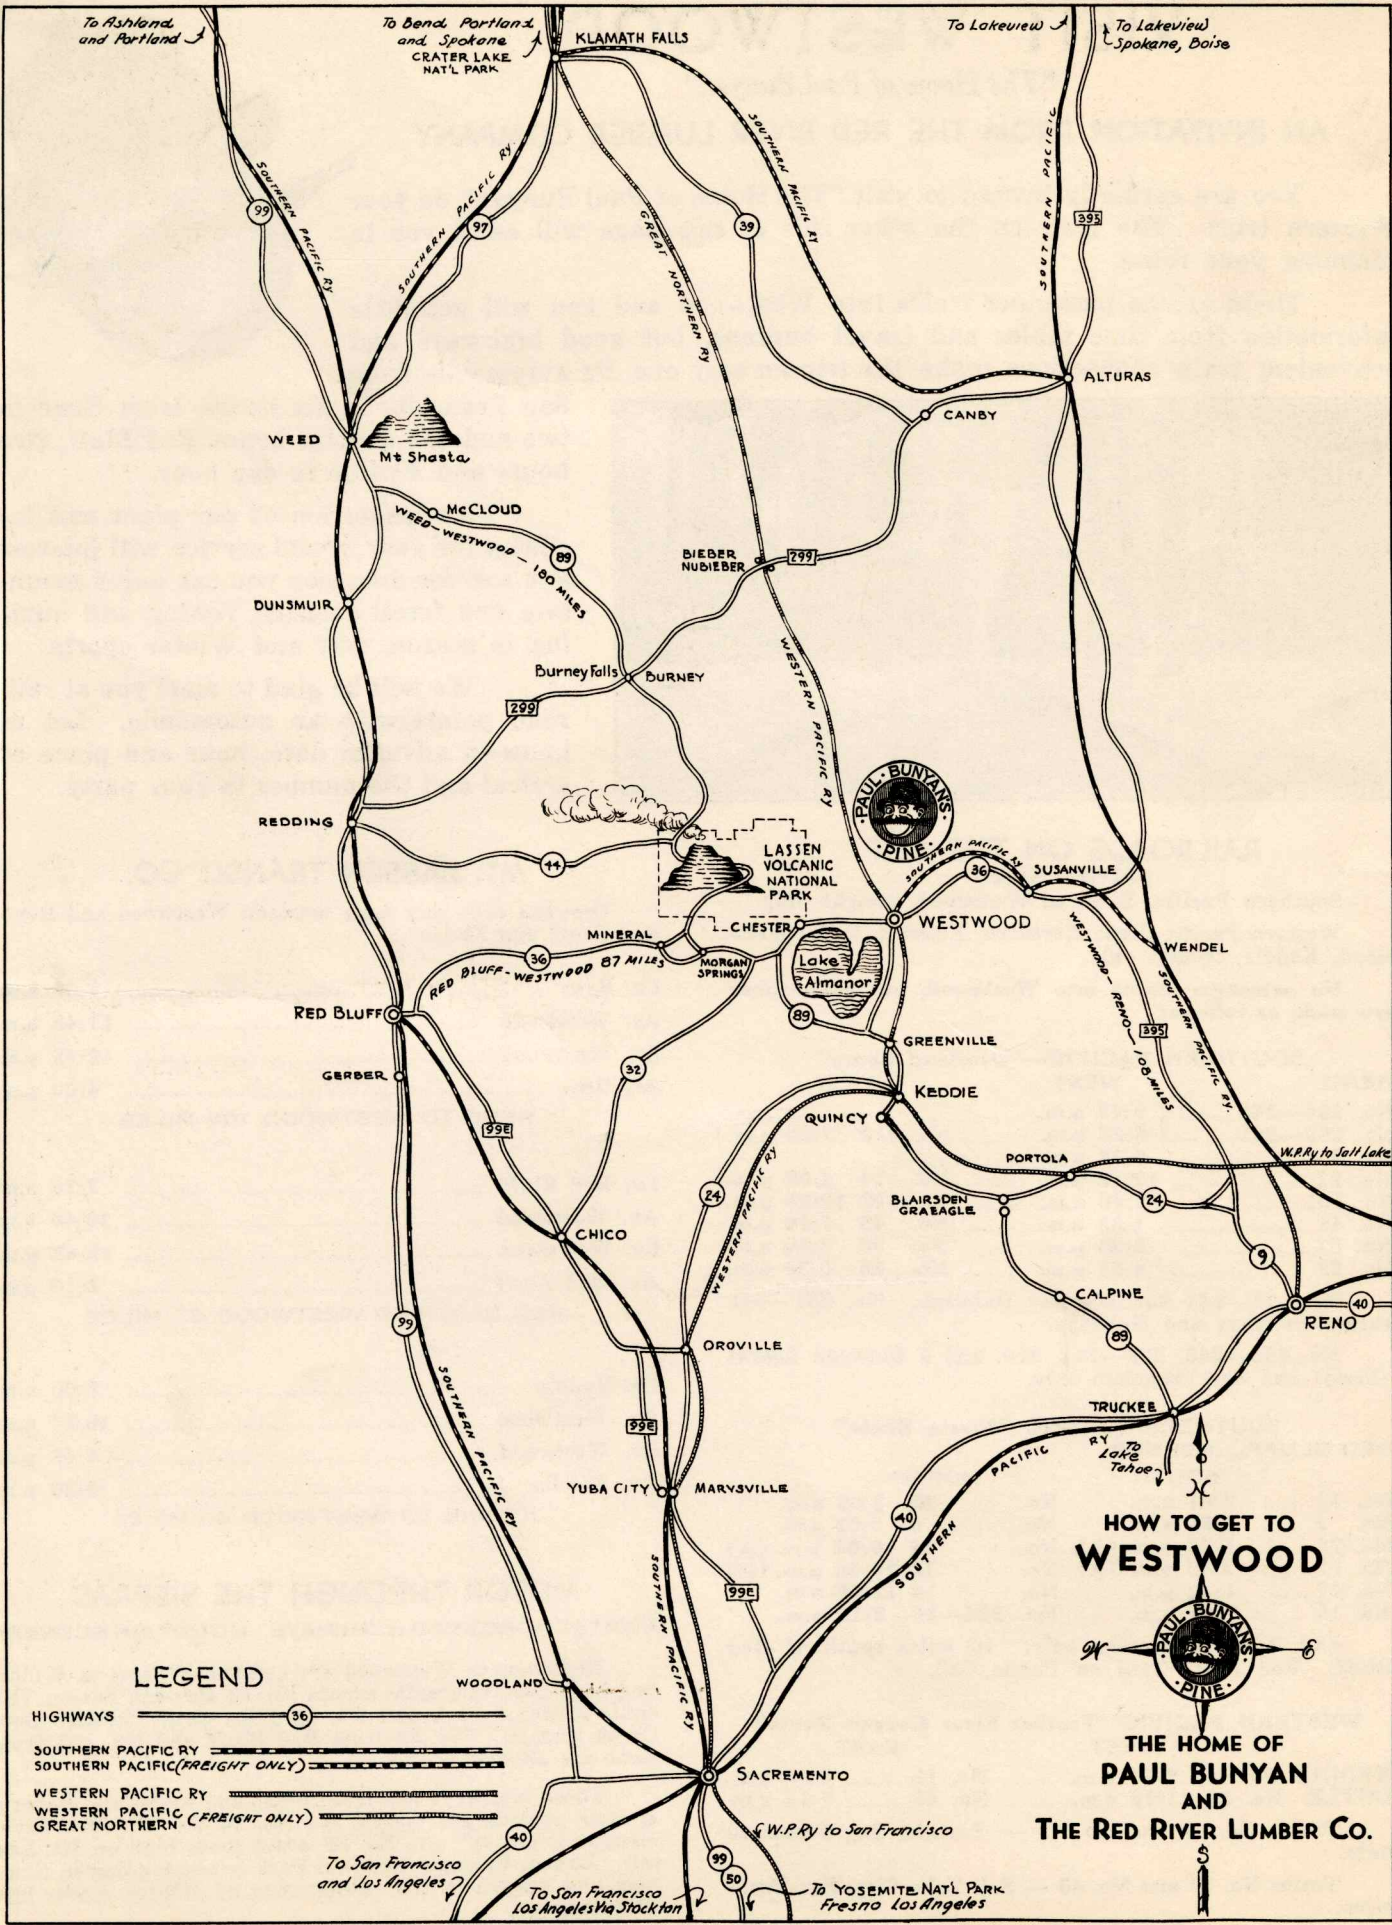 To Ashland
and Portland
To Bend Portland
and Spokane
CRATER LAKE
NAT'L PARK
KLAMATH FALLS
To Lakeview
To Lakeview
Spokane, Boise
SOUTHERN PACIFIC RY
99
SOUTHERN PACIFIC RY.
97
GREAT NORTHERN RY
39
SOUTHERN PACIFIC RY
SOUTHERN PACIFIC
395
ALTURAS
CANBY
WEED
Mt Shasta
McCLOUD
WEED-WESTWOOD-180 MILES
89
BIEBER
NUBIEBER
299
DUNSMUIR
Burney Falls
BURNEY
299
WESTERN PACIFIC RY
PAUL BUNYAN'S
PINE
REDDING
44
LASSEN
VOLCANIC
NATIONAL
PARK
SOUTHERN PACIFIC RY
36
SUSANVILLE
CHESTER
WESTWOOD
MINERAL
36
RED BLUFF-WESTWOOD 87 MILES
MORGAN
SPRINGS
Lake
Almanor
WENDEL
WESTWOOD-RENO-108 MILES
SOUTHERN PACIFIC RY.
395
RED BLUFF
89
GREENVILLE
GERBER
32
KEDDIE
QUINCY
99E
PORTOLA
W.P.Ry to Salt Lake
24
WESTERN PACIFIC RY
BLAIRSDEN
GRAEAGLE
24
CHICO
9
CALPINE
RENO
40
99
OROVILLE
89
SOUTHERN PACIFIC RY
99E
TRUCKEE
To
Lake
Tahoe
YUBA CITY
MARYSVILLE
40
SOUTHERN PACIFIC RY
N
HOW TO GET TO
WESTWOOD
SOUTHERN PACIFIC RY
99E
W
PAUL BUNYAN'S
PINE
E
LEGEND
WOODLAND
HIGHWAYS
36
SOUTHERN PACIFIC RY
SOUTHERN PACIFIC (FREIGHT ONLY)
WESTERN PACIFIC RY
WESTERN PACIFIC
GREAT NORTHERN (FREIGHT ONLY)
SACREMENTO
THE HOME OF
PAUL BUNYAN
AND
THE RED RIVER LUMBER CO.
S
40
To San Francisco
and Los Angeles
W.P.Ry to San Francisco
99
50
To San Francisco
Los Angeles Via Stockton
To YOSEMITE NAT'L PARK
Fresno Los Angeles